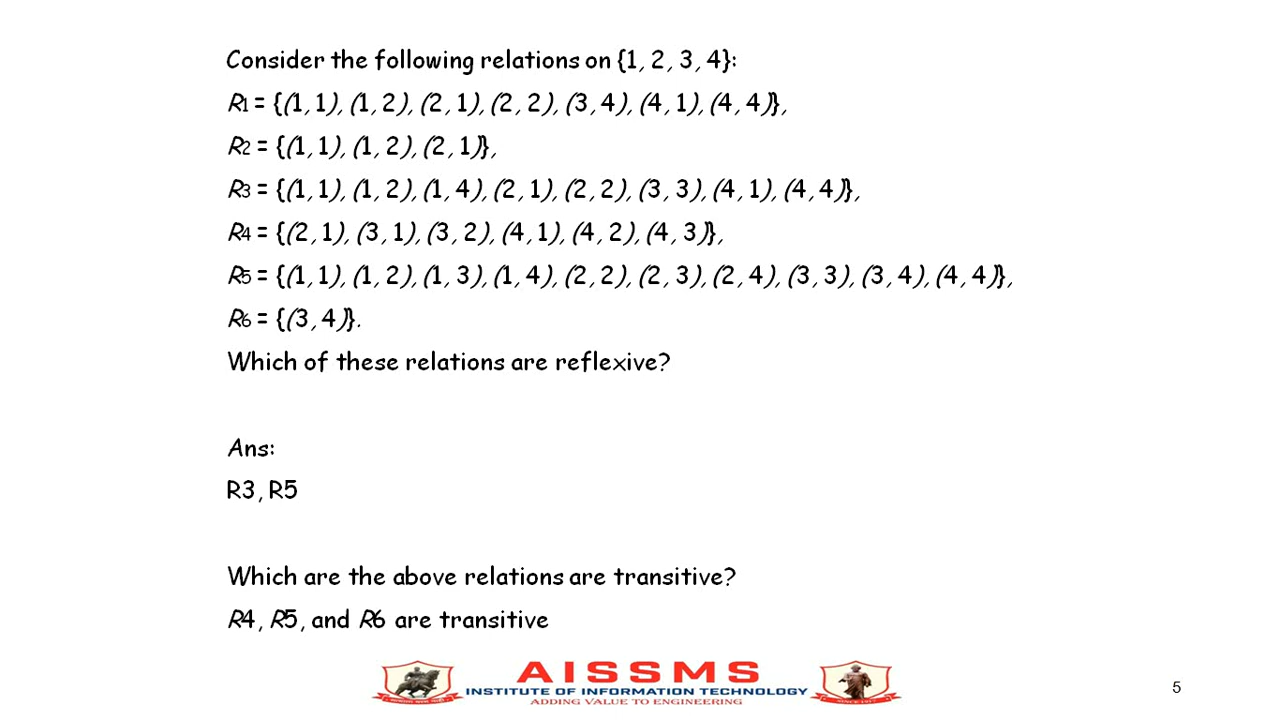 Consider the following relations on {1, 2, 3, 4}:
R1 = {(1, 1), (1, 2), (2, 1), (2, 2), (3, 4), (4, 1), (4, 4)},
R2 = {(1, 1), (1, 2), (2, 1)},
R3 = {(1, 1), (1, 2), (1, 4), (2, 1), (2, 2), (3, 3), (4, 1), (4, 4)},
R4 = {(2, 1), (3, 1), (3, 2), (4, 1), (4, 2), (4, 3)},
R5 = {(1, 1), (1, 2), (1, 3), (1, 4), (2, 2), (2, 3), (2, 4), (3, 3), (3, 4), (4, 4)},
R6 = {(3, 4)}.
Which of these relations are reflexive?
Ans:
R3, R5
Which are the above relations are transitive?
R4, R5, and R6 are transitive
AISSMS
INSTITUTE OF INFORMATION TECHNOLOGY
ADDING VALUE TO ENGINEERING
SINCE 1917
5